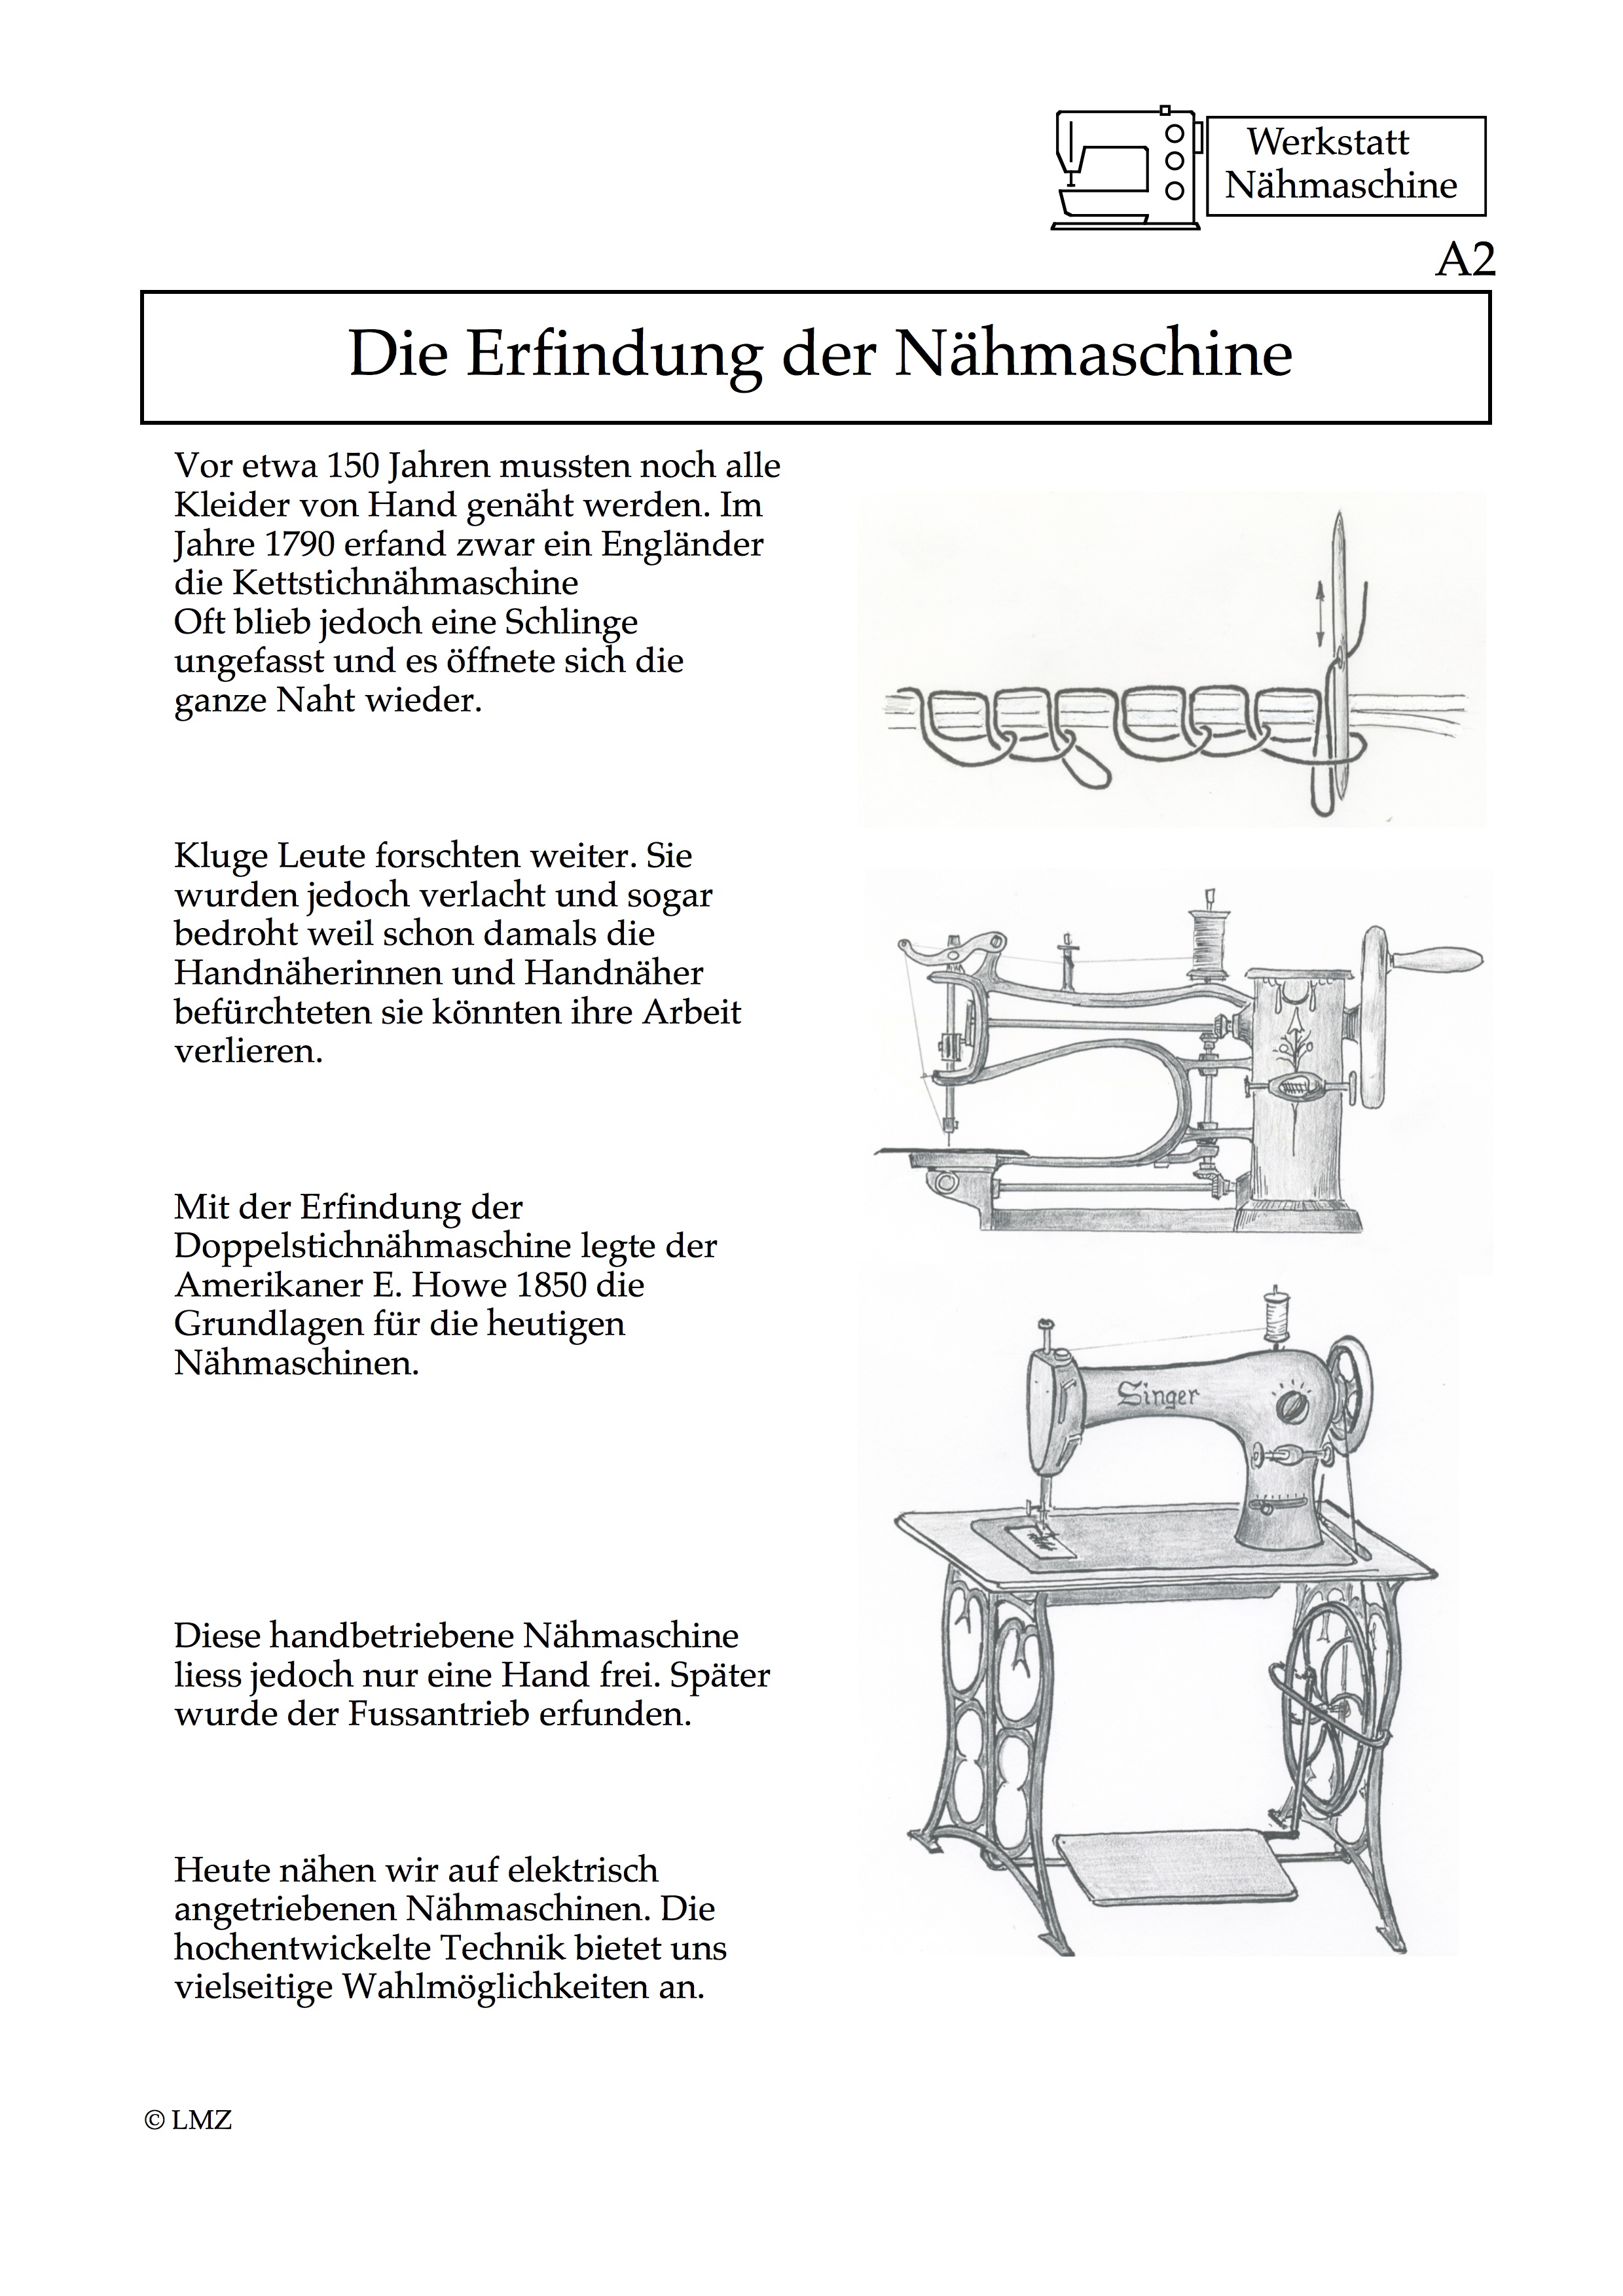 Werkstatt
Nähmaschine
A2
Die Erfindung der Nähmaschine
Vor etwa 150 Jahren mussten noch alle
Kleider von Hand genäht werden. Im
Jahre 1790 erfand zwar ein Engländer
die Kettstichnähmaschine
Oft blieb jedoch eine Schlinge
ungefasst und es öffnete sich die
ganze Naht wieder.
Kluge Leute forschten weiter. Sie
wurden jedoch verlacht und sogar
bedroht weil schon damals die
Handnäherinnen und Handnäher
befürchteten sie könnten ihre Arbeit
verlieren.
Mit der Erfindung der
Doppelstichnähmaschine legte der
Amerikaner E. Howe 1850 die
Grundlagen für die heutigen
Nähmaschinen.
Singer
Diese handbetriebene Nähmaschine
liess jedoch nur eine Hand frei. Später
wurde der Fussantrieb erfunden.
Heute nähen wir auf elektrisch
angetriebenen Nähmaschinen. Die
hochentwickelte Technik bietet uns
vielseitige Wahlmöglichkeiten an.
© LMZ